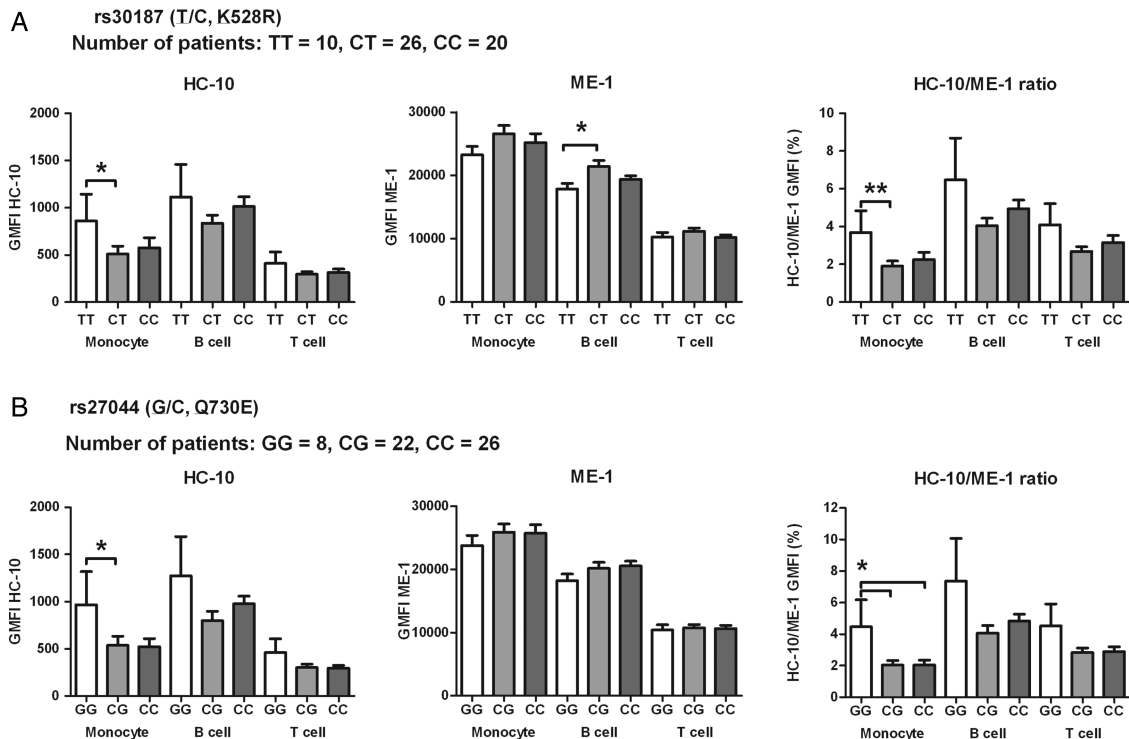 A
rs30187 (T/C, K528R)
Number of patients: TT = 10, CT = 26, CC = 20
HC-10
2000
1500
1000
500
0
GMFI HC-10
*
TT CT CC TT CT CC TT CT CC
Monocyte B cell T cell
ME-1
30000
20000
10000
0
GMFI ME-1
*
TT CT CC TT CT CC TT CT CC
Monocyte B cell T cell
HC-10/ME-1 ratio
10
8
6
4
2
0
HC-10/ME-1 GMFI (%)
**
TT CT CC TT CT CC TT CT CC
Monocyte B cell T cell
B
rs27044 (G/C, Q730E)
Number of patients: GG = 8, CG = 22, CC = 26
HC-10
2000
1500
1000
500
0
GMFI HC-10
*
GG CG CC GG CG CC GG CG CC
Monocyte B cell T cell
ME-1
30000
20000
10000
0
GMFI ME-1
GG CG CC GG CG CC GG CG CC
Monocyte B cell T cell
HC-10/ME-1 ratio
12
10
8
6
4
2
0
HC-10/ME-1 GMFI (%)
*
GG CG CC GG CG CC GG CG CC
Monocyte B cell T cell